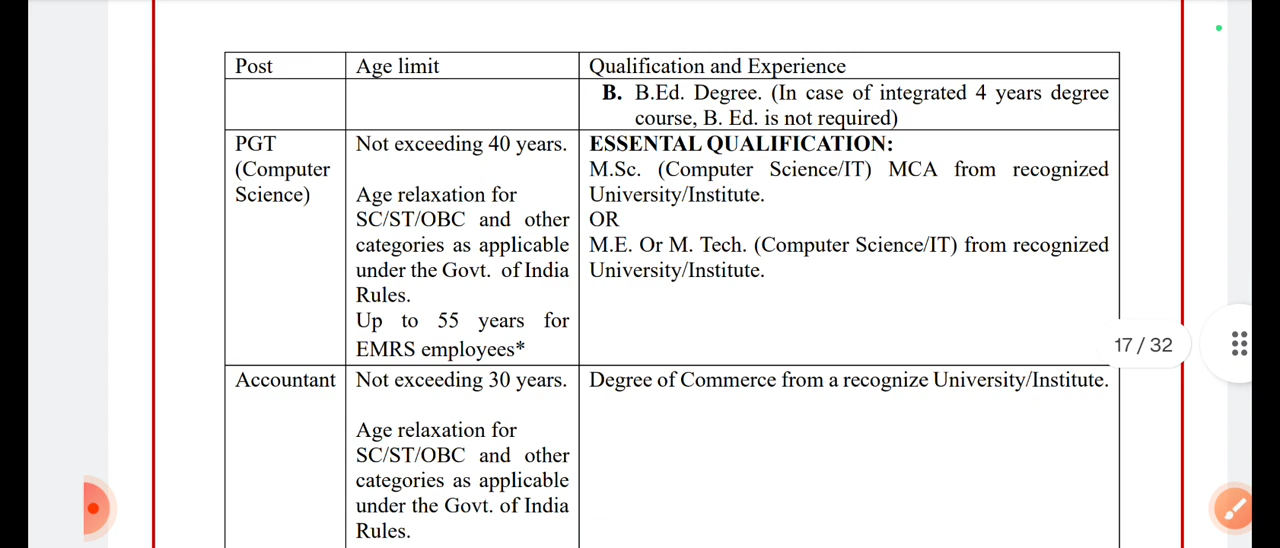 Post
Age limit
Qualification and Experience
B. B.Ed. Degree. (In case of integrated 4 years degree
course, B. Ed. is not required)
PGT
(Computer
Science)
Not exceeding 40 years.
Age relaxation for
SC/ST/OBC and other
categories as applicable
under the Govt. of India
Rules.
Up to 55 years for
EMRS employees*
ESSENTAL QUALIFICATION:
M.Sc. (Computer Science/IT) MCA from recognized
University/Institute.
OR
M.E. Or M. Tech. (Computer Science/IT) from recognized
University/Institute.
17 / 32
Accountant
Not exceeding 30 years.
Age relaxation for
SC/ST/OBC and other
categories as applicable
under the Govt. of India
Rules.
Degree of Commerce from a recognize University/Institute.